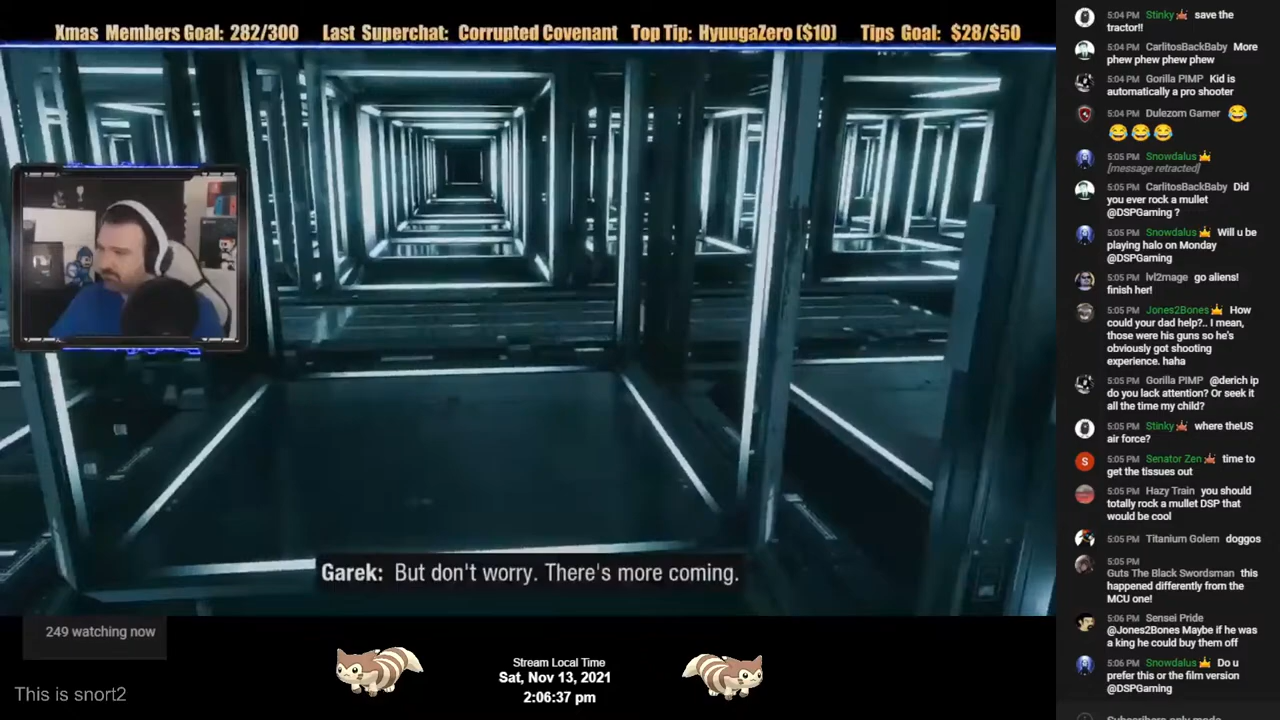 Xmas Members Goal: 282/300 Last Superchat: Corrupted Covenant Top Tip: HyuugaZero ($10) Tips Goal: $28/$50
Garek: But don't worry. There's more coming.
249 watching now
This is snort2
Stream Local Time
Sat, Nov 13, 2021
2:06:37 pm
5:04 PM Stinky save the
tractor!!
5:04 PM CarlitosBackBaby More
phew phew phew phew
5:04 PM Gorilla PIMP Kid is
automatically a pro shooter
5:04 PM Dulezom Gamer 😂
😂😂😂
5:05 PM Snowdalus
[message retracted]
5:05 PM CarlitosBackBaby Did
you ever rock a mullet
@DSPGaming ?
5:05 PM Snowdalus Will u be
playing halo on Monday
@DSPGaming
5:05 PM lvl2mage go aliens!
finish her!
5:05 PM Jones2Bones How
could your dad help?.. I mean,
those were his guns so he's
obviously got shooting
experience. haha
5:05 PM Gorilla PIMP @derich ip
do you lack attention? Or seek it
all the time my child?
5:05 PM Stinky where theUS
air force?
S
5:05 PM Senator Zen time to
get the tissues out
5:05 PM Hazy Train you should
totally rock a mullet DSP that
would be cool
5:05 PM Titanium Golem doggos
5:05 PM
Guts The Black Swordsman this
happened differently from the
MCU one!
5:06 PM Sensei Pride
@Jones2Bones Maybe if he was
a king he could buy them off
5:06 PM Snowdalus Do u
prefer this or the film version
@DSPGaming
Subscribers-only mode